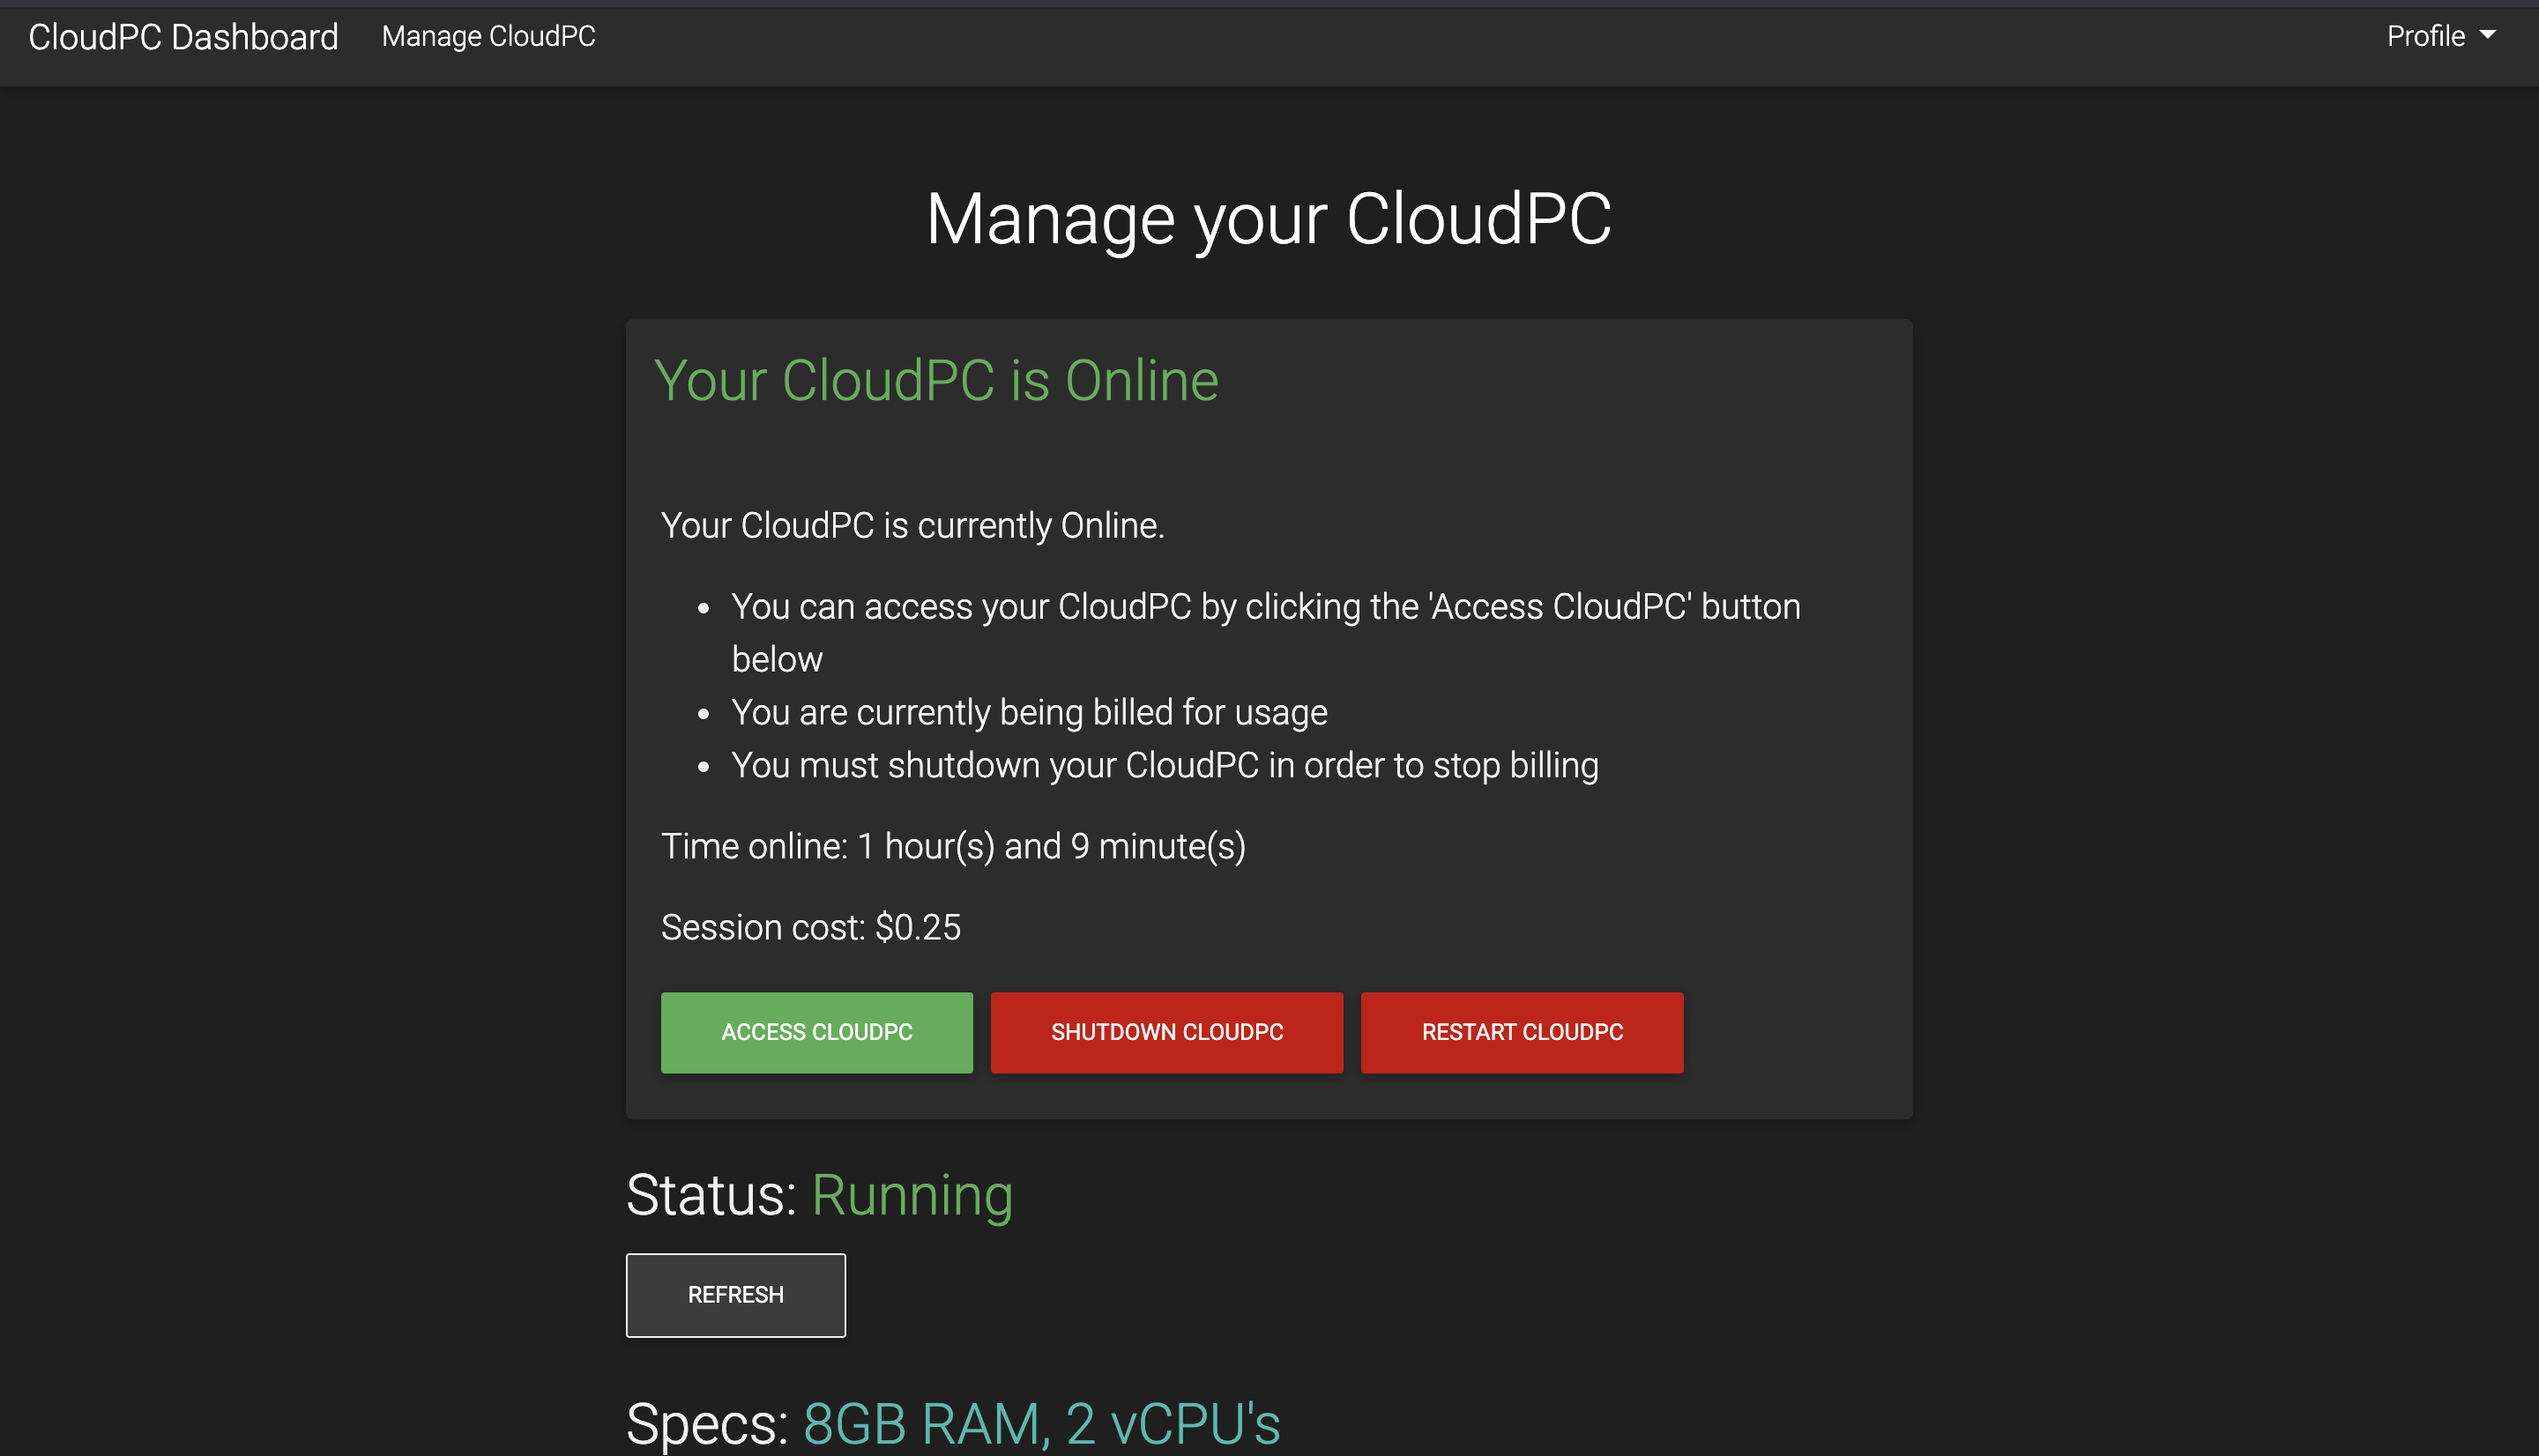 CloudPC Dashboard Manage CloudPC Profile
Manage your CloudPC
Your CloudPC is Online
Your CloudPC is currently Online.
• You can access your CloudPC by clicking the 'Access CloudPC' button
below
• You are currently being billed for usage
• You must shutdown your CloudPC in order to stop billing
Time online: 1 hour(s) and 9 minute(s)
Session cost: $0.25
ACCESS CLOUDPC SHUTDOWN CLOUDPC RESTART CLOUDPC
Status: Running
REFRESH
Specs: 8GB RAM, 2 vCPU's